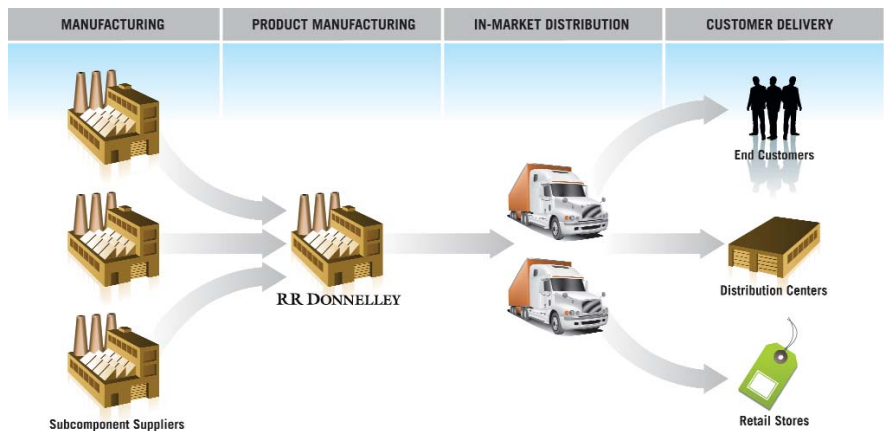 MANUFACTURING
PRODUCT MANUFACTURING
IN-MARKET DISTRIBUTION
CUSTOMER DELIVERY
End Customers
RR DONNELLEY
Distribution Centers
Subcomponent Suppliers
Retail Stores